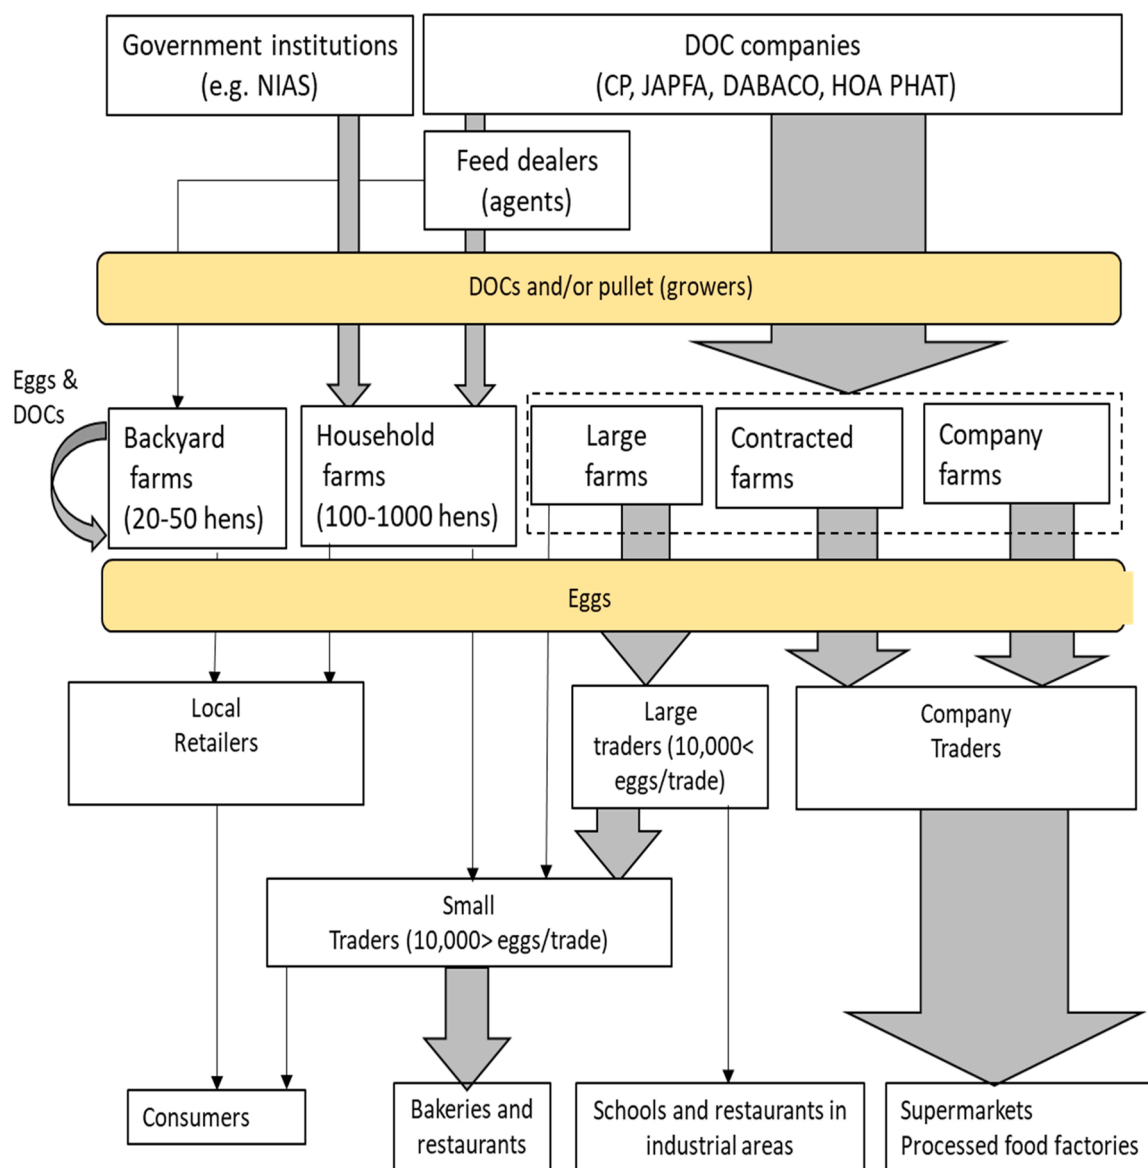 Government institutions
(e.g. NIAS)
DOC companies
(CP, JAPFA, DABACO, HOA PHAT)
Feed dealers
(agents)
DOCs and/or pullet (growers)
Eggs &
DOCs
Backyard
farms
(20-50 hens)
Household
farms
(100-1000 hens)
Large
farms
Contracted
farms
Company
farms
Eggs
Local
Retailers
Large
traders (10,000<
eggs/trade)
Company
Traders
Small
Traders (10,000> eggs/trade)
Consumers
Bakeries and
restaurants
Schools and restaurants in
industrial areas
Supermarkets
Processed food factories